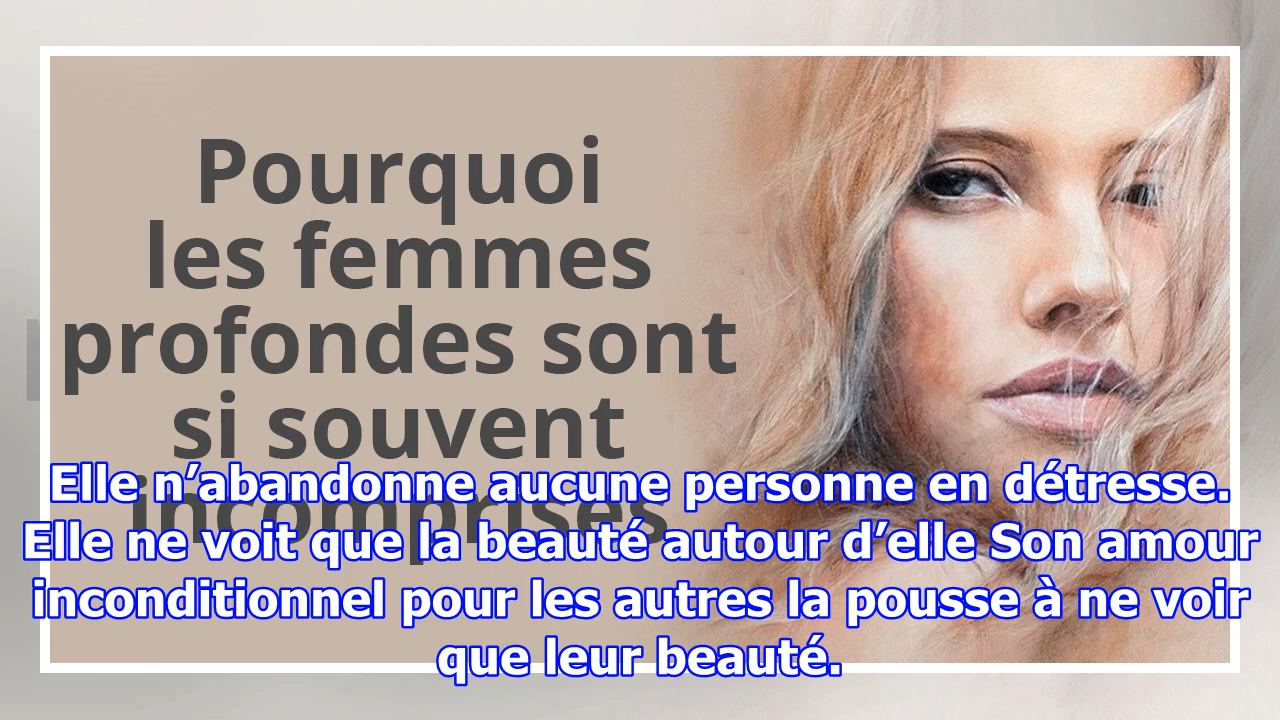 Pourquoi
les femmes
profondes sont
si souvent
incomprises
Elle n’abandonne aucune personne en détresse.
Elle ne voit que la beauté autour d’elle Son amour
inconditionnel pour les autres la pousse à ne voir
que leur beauté.